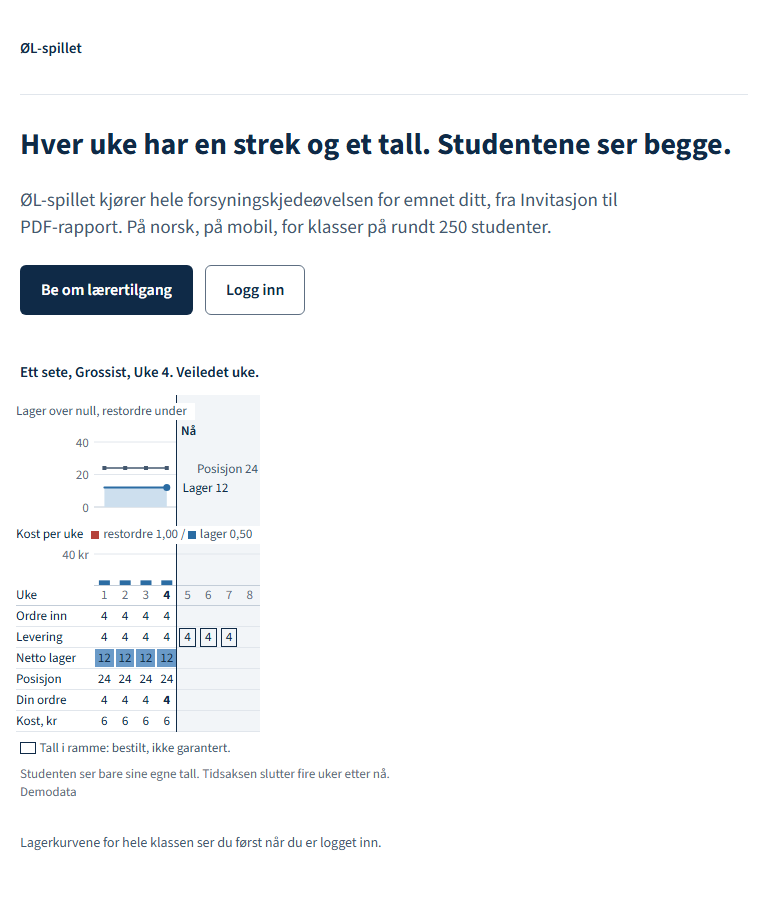 ØL-spillet
Hver uke har en strek og et tall. Studentene ser begge.
ØL-spillet kjører hele forsyningskjedeøvelsen for emnet ditt, fra Invitasjon til
PDF-rapport. På norsk, på mobil, for klasser på rundt 250 studenter.
Be om lærertilgang Logg inn
Ett sete, Grossist, Uke 4. Veiledet uke.
Lager over null, restordre under
Nå
40
Posisjon 24
20
Lager 12
0
Kost per uke restordre 1,00 / lager 0,50
40 kr
Uke 1 2 3 4 5 6 7 8
Ordre inn 4 4 4 4
Levering 4 4 4 4 4 4 4
Netto lager 12 12 12 12
Posisjon 24 24 24 24
Din ordre 4 4 4 4
Kost, kr 6 6 6 6
Tall i ramme: bestilt, ikke garantert.
Studenten ser bare sine egne tall. Tidsaksen slutter fire uker etter nå.
Demodata
Lagerkurvene for hele klassen ser du først når du er logget inn.